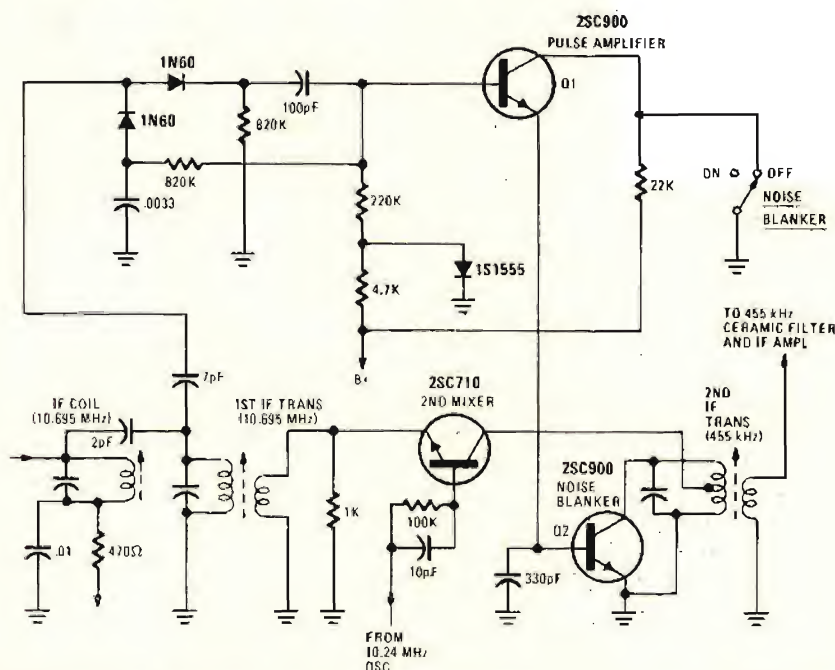 2SC900
PULSE AMPLIFIER
Q1
1N60
1N60
100pF
820K
820K
.0033
220K
1S1555
4.7K
B+
22K
ON
OFF
NOISE
BLANKER
TO 455 kHz
CERAMIC FILTER
AND IF AMPL
7pF
IF COIL
(10.695 MHz)
2pF
1ST IF TRANS
(10.695 MHz)
2SC710
2ND MIXER
2ND
IF
TRANS
(455 kHz)
2SC900
NOISE
BLANKER
Q2
1K
100K
10pF
330pF
.01
470Ω
FROM
10.24 MHz
OSC